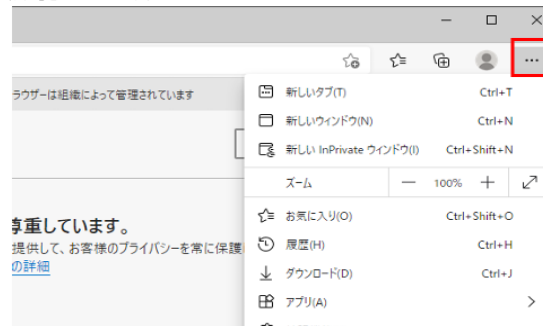 ラウザーは組織によって管理されています
尊重しています。
提供して、お客様のプライバシーを常に保護
の詳細
新しいタブ(T) Ctrl+T
新しいウィンドウ(N) Ctrl+N
新しい InPrivate ウィンドウ(I) Ctrl+Shift+N
ズーム — 100% +
お気に入り(O) Ctrl+Shift+O
履歴(H) Ctrl+H
ダウンロード(D) Ctrl+J
アプリ(A)